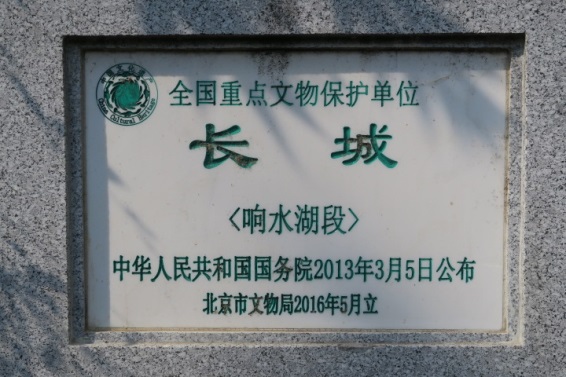 全国重点文物保护单位
长城
〈响水湖段〉
中华人民共和国国务院2013年3月5日公布
北京市文物局2016年5月立